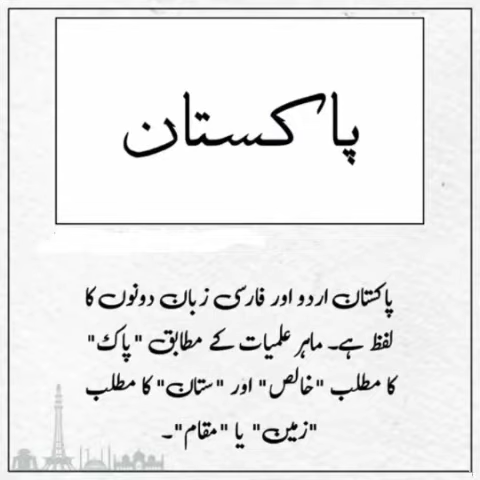 پاکستان
پاکستان اردو اور فارسی زبان دونوں کا
لفظ ہے۔ ماہر علمیات کے مطابق "پاک"
کا مطلب "خالص" اور "ستان" کا مطلب
"زمین" یا "مقام"۔